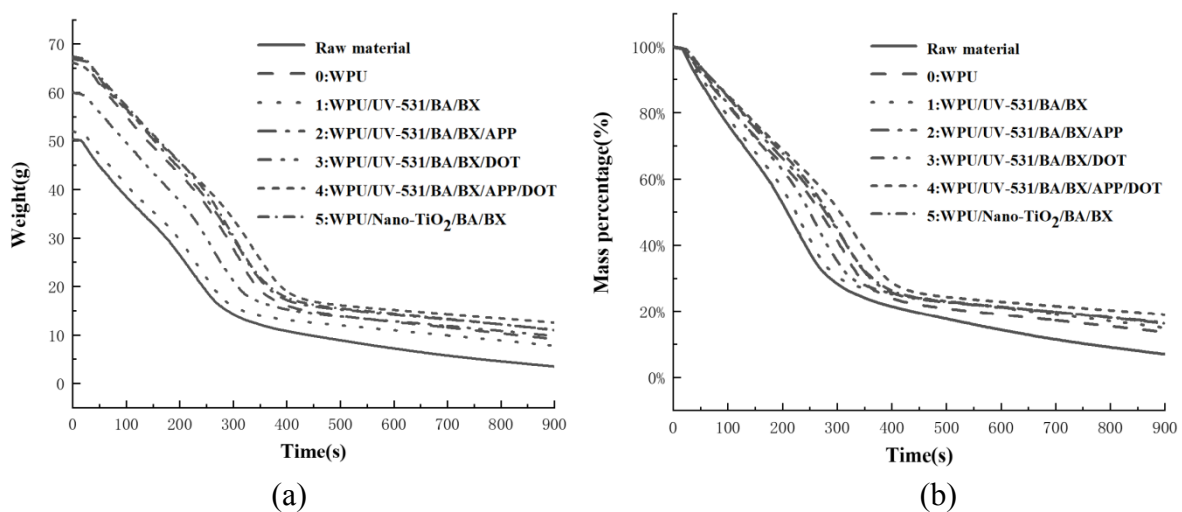 70
60
50
40
30
20
10
0
Weight(g)
Raw material
0:WPU
1:WPU/UV-531/BA/BX
2:WPU/UV-531/BA/BX/APP
3:WPU/UV-531/BA/BX/DOT
4:WPU/UV-531/BA/BX/APP/DOT
5:WPU/Nano-TiO2/BA/BX
0 100 200 300 400 500 600 700 800 900
Time(s)
(a)
100%
80%
60%
40%
20%
0%
Mass percentage(%)
Raw material
0:WPU
1:WPU/UV-531/BA/BX
2:WPU/UV-531/BA/BX/APP
3:WPU/UV-531/BA/BX/DOT
4:WPU/UV-531/BA/BX/APP/DOT
5:WPU/Nano-TiO2/BA/BX
0 100 200 300 400 500 600 700 800 900
Time(s)
(b)